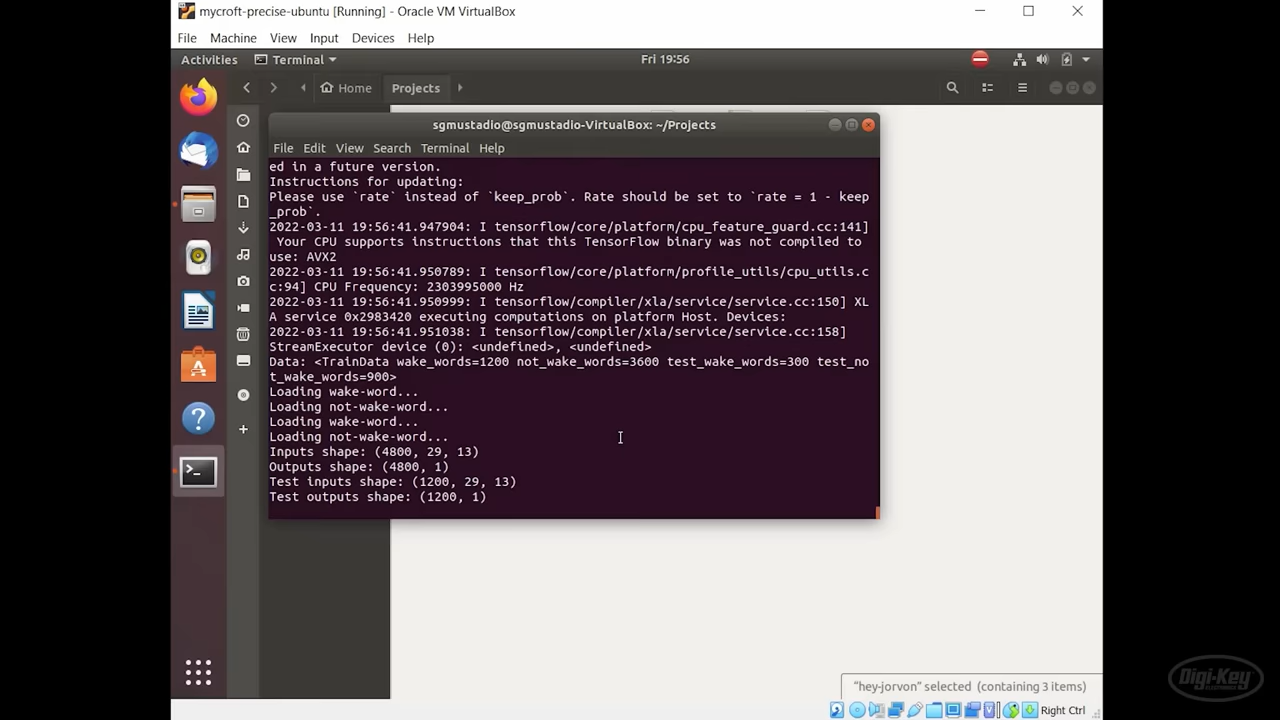 mycroft-precise-ubuntu [Running] - Oracle VM VirtualBox
File Machine View Input Devices Help
Activities Terminal Fri 19:56
Home Projects
sgmustadio@sgmustadio-VirtualBox: ~/Projects
File Edit View Search Terminal Help
ed in a future version.
Instructions for updating:
Please use `rate` instead of `keep_prob`. Rate should be set to `rate = 1 - keep
_prob`.
2022-03-11 19:56:41.947904: I tensorflow/core/platform/cpu_feature_guard.cc:141]
Your CPU supports instructions that this TensorFlow binary was not compiled to
use: AVX2
2022-03-11 19:56:41.950789: I tensorflow/core/platform/profile_utils/cpu_utils.c
c:94] CPU Frequency: 2303995000 Hz
2022-03-11 19:56:41.950999: I tensorflow/compiler/xla/service/service.cc:150] XL
A service 0x2983420 executing computations on platform Host. Devices:
2022-03-11 19:56:41.951038: I tensorflow/compiler/xla/service/service.cc:158]
StreamExecutor device (0): <undefined>, <undefined>
Data: <TrainData wake_words=1200 not_wake_words=3600 test_wake_words=300 test_no
t_wake_words=900>
Loading wake-word...
Loading not-wake-word...
Loading wake-word...
Loading not-wake-word...
Inputs shape: (4800, 29, 13)
Outputs shape: (4800, 1)
Test inputs shape: (1200, 29, 13)
Test outputs shape: (1200, 1)
"hey-jorvon" selected (containing 3 items)
Right Ctrl
Digi-Key
ELECTRONICS